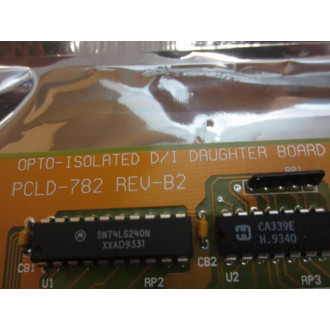 OPTO-ISOLATED D/I DAUGHTER BOARD
PCLD-782 REV-B2
RP1
SN74LS240N
XXAD9331
CA339E
H 9340
CB1
U1
RP2
CB2
U2
RP3